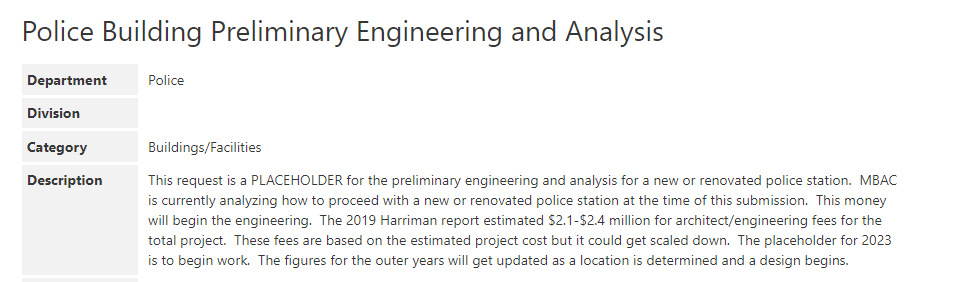 Police Building Preliminary Engineering and Analysis
Department Police
Division
Category Buildings/Facilities
Description This request is a PLACEHOLDER for the preliminary engineering and analysis for a new or renovated police station.  MBAC
is currently analyzing how to proceed with a new or renovated police station at the time of this submission.  This money
will begin the engineering.  The 2019 Harriman report estimated $2.1-$2.4 million for architect/engineering fees for the
total project.  These fees are based on the estimated project cost but it could get scaled down.  The placeholder for 2023
is to begin work.  The figures for the outer years will get updated as a location is determined and a design begins.